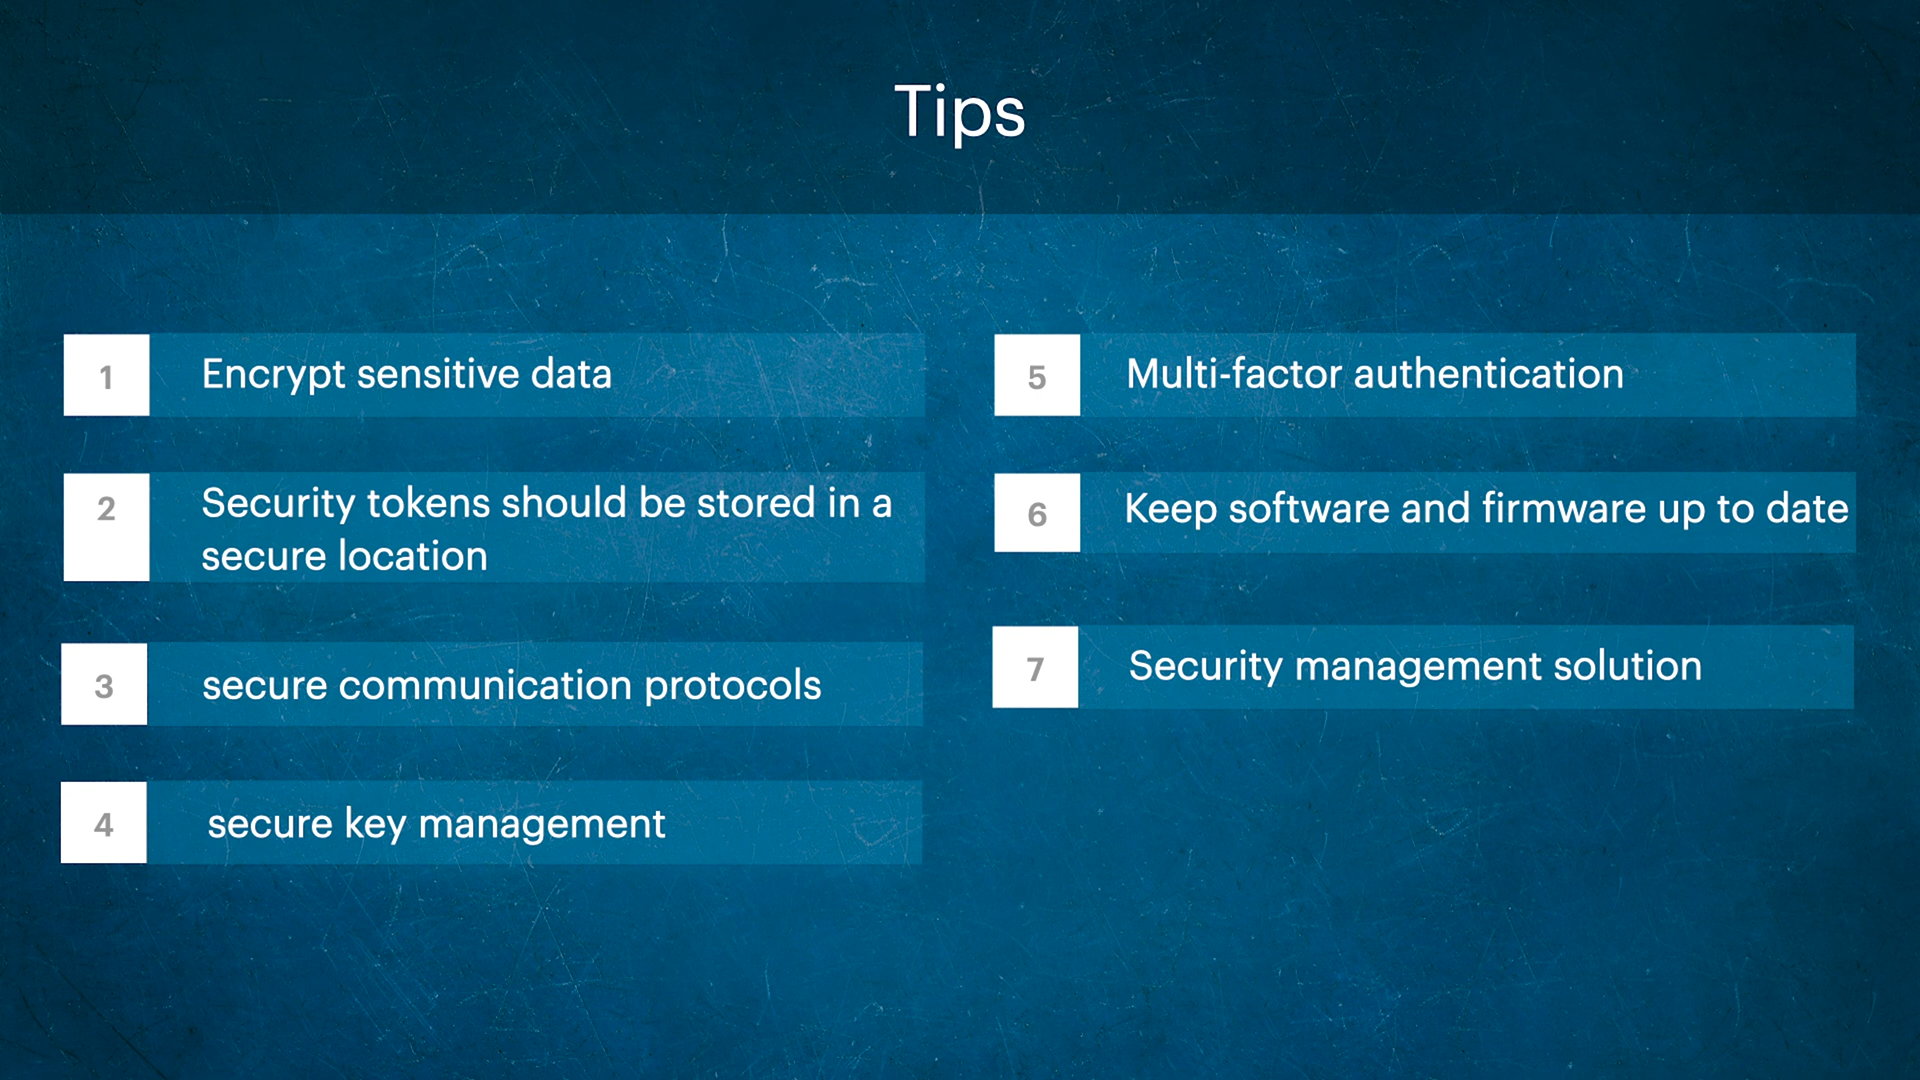 Tips
1 Encrypt sensitive data
2 Security tokens should be stored in a
secure location
3 secure communication protocols
4 secure key management
5 Multi-factor authentication
6 Keep software and firmware up to date
7 Security management solution